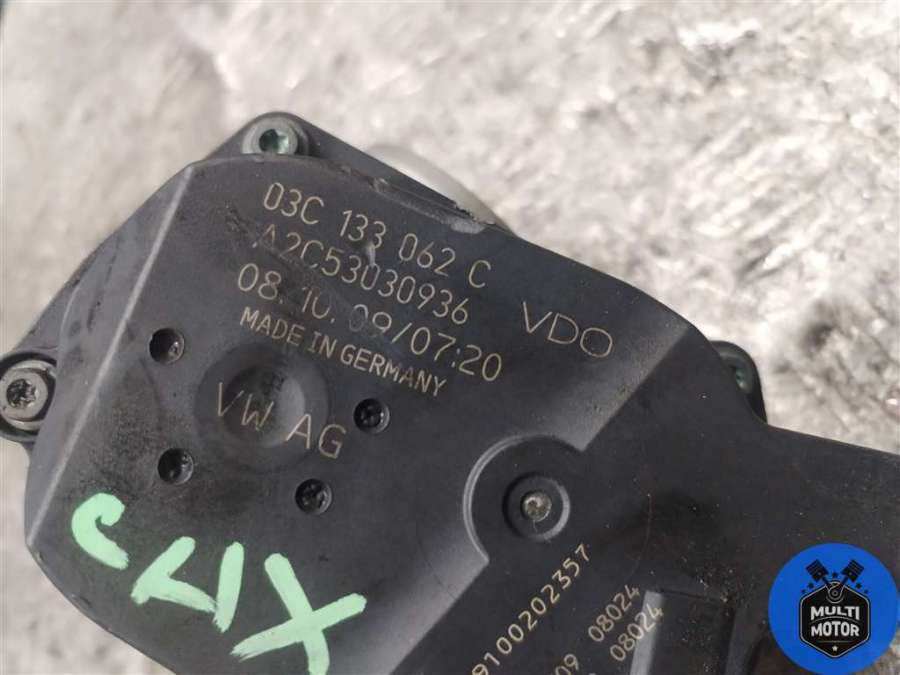 03C 133 062 C
A2C53030936
08.10.09/07:20
MADE IN GERMANY
VDO
VW AG
9100202357
09 08024
08024
MULTI
MOTOR